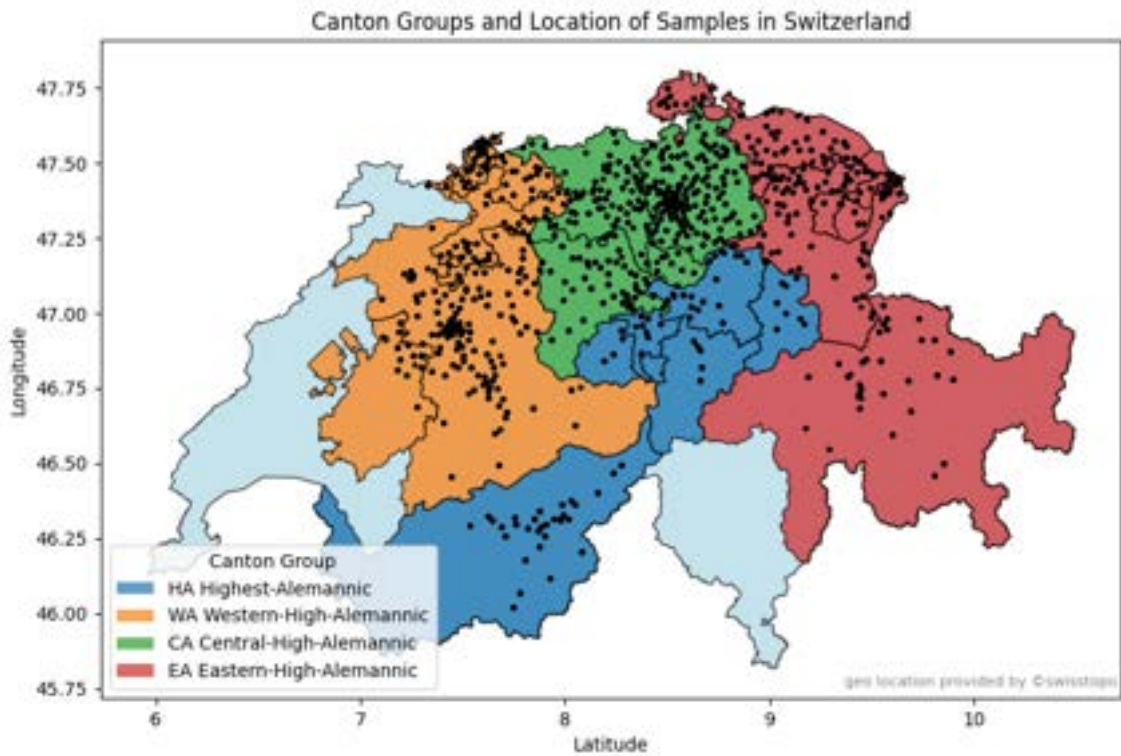 Canton Groups and Location of Samples in Switzerland
47.75
47.50
47.25
47.00
46.75
46.50
46.25
46.00
45.75
Longitude
6
7
8
9
10
Latitude
Canton Group
HA Highest-Alemannic
WA Western-High-Alemannic
CA Central-High-Alemannic
EA Eastern-High-Alemannic
geo location provided by ©swisstopo